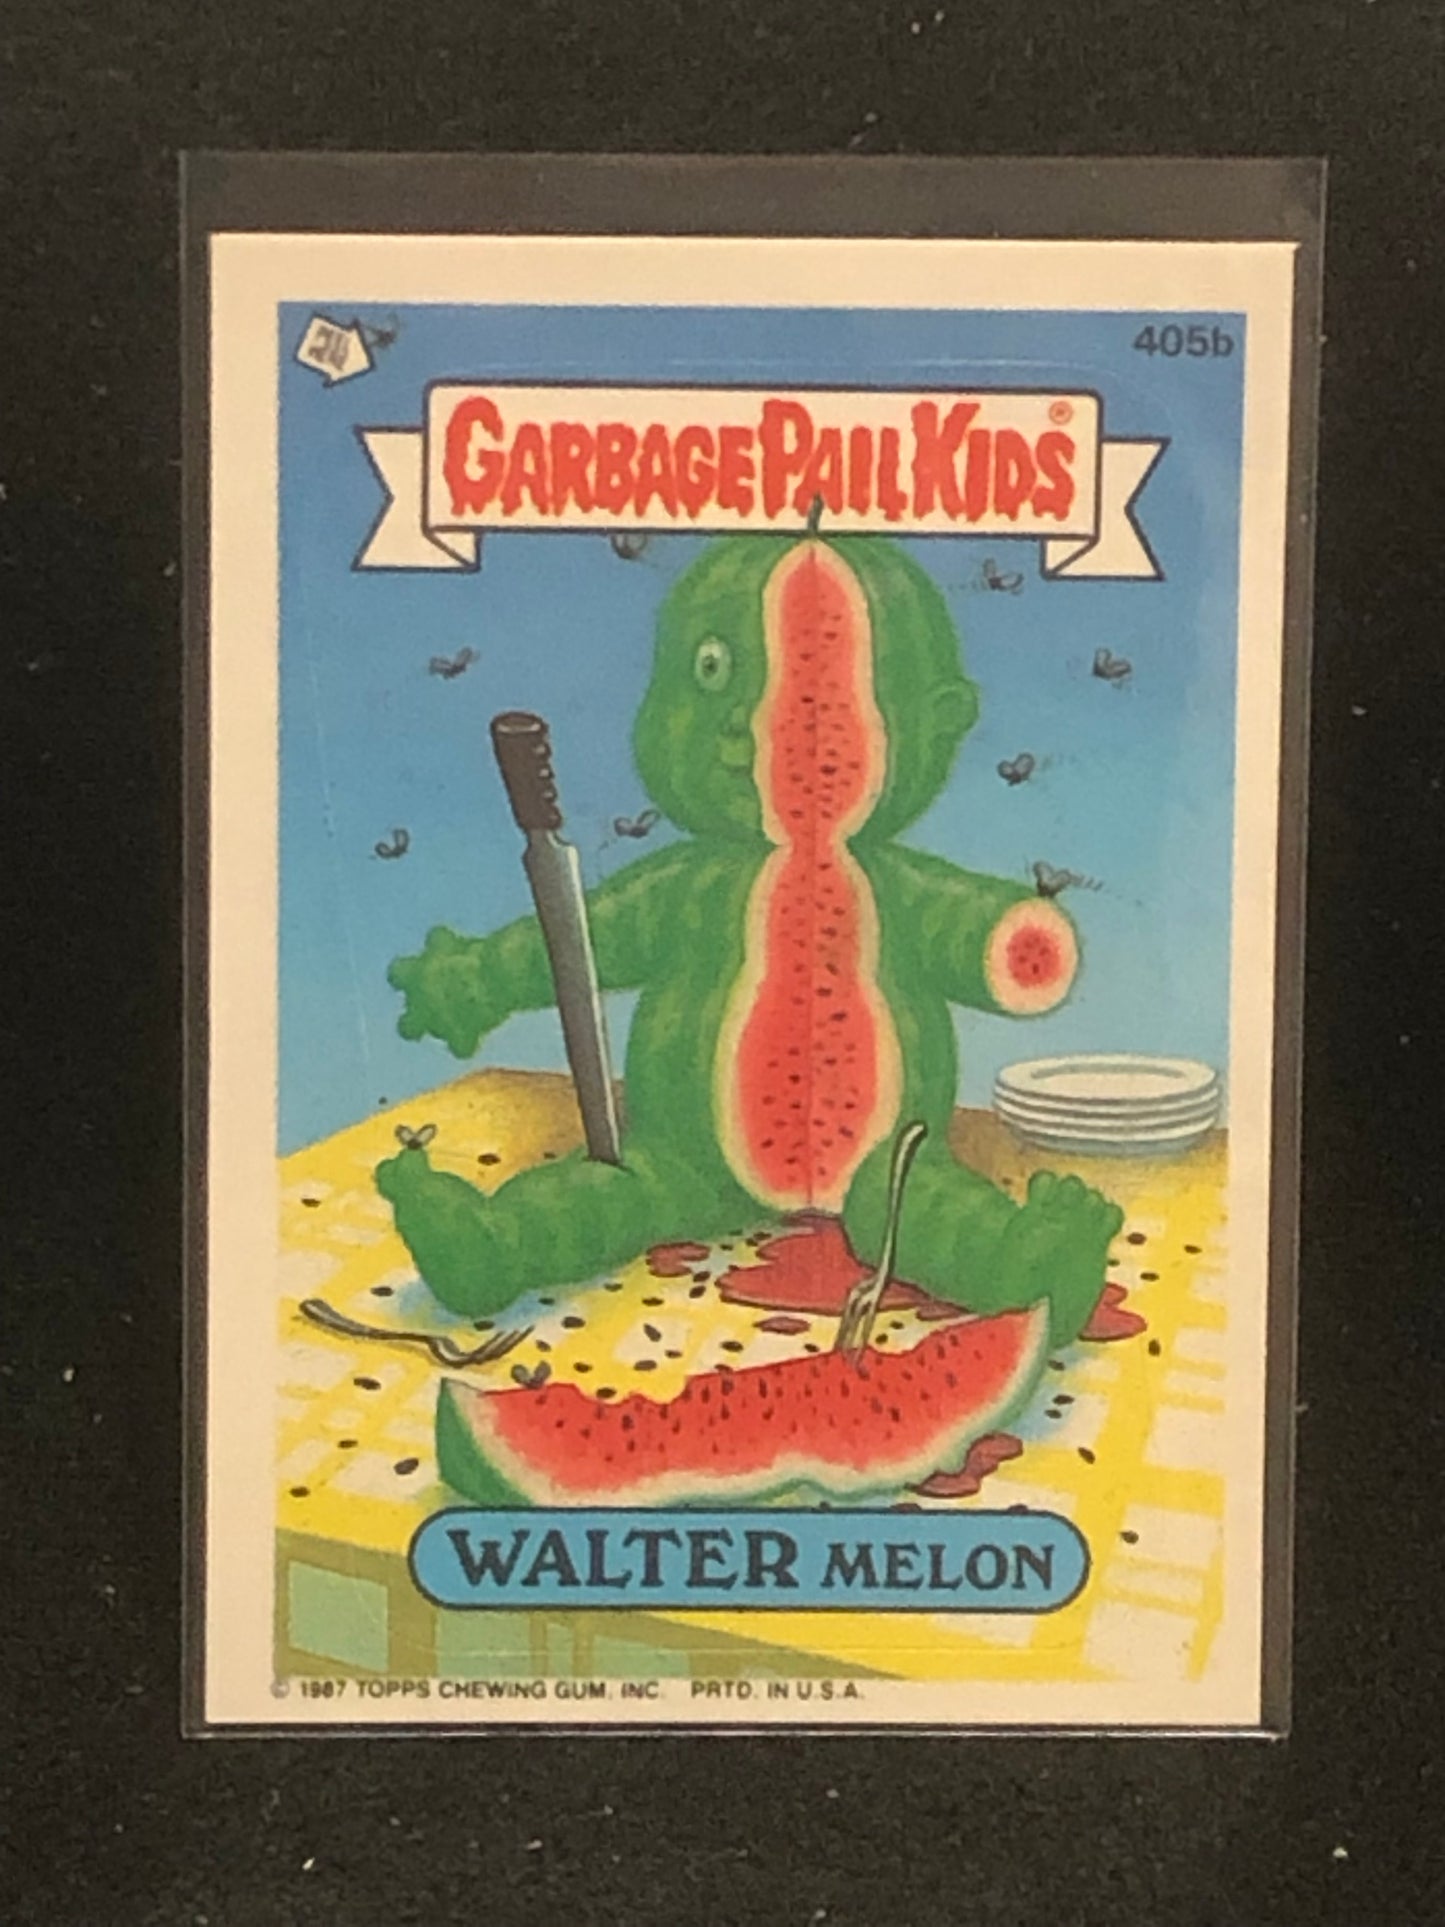 405b
GARBAGE PAIL KIDS®
WALTER MELON
© 1987 TOPPS CHEWING GUM, INC. PRTD. IN U.S.A.